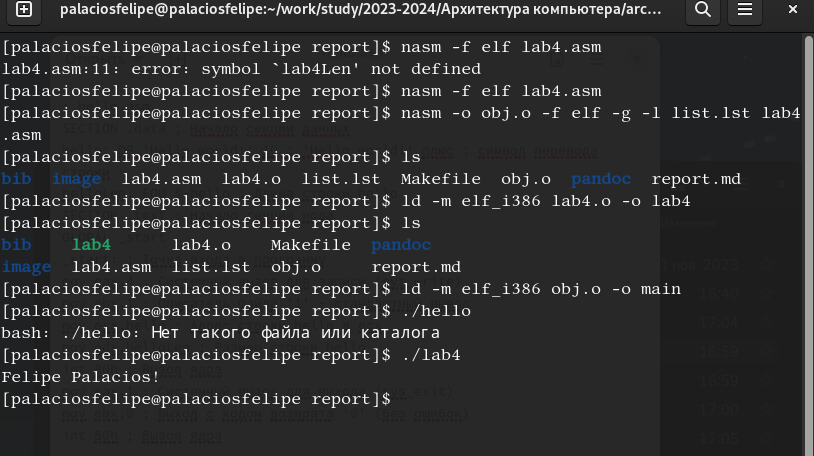 palaciosfelipe@palaciosfelipe:~/work/study/2023-2024/Архитектура компьютера/arc...
[palaciosfelipe@palaciosfelipe report]$ nasm -f elf lab4.asm
lab4.asm:11: error: symbol `lab4Len' not defined
[palaciosfelipe@palaciosfelipe report]$ nasm -f elf lab4.asm
[palaciosfelipe@palaciosfelipe report]$ nasm -o obj.o -f elf -g -l list.lst lab4
.asm
[palaciosfelipe@palaciosfelipe report]$ ls
bib image lab4.asm lab4.o list.lst Makefile obj.o pandoc report.md
[palaciosfelipe@palaciosfelipe report]$ ld -m elf_i386 lab4.o -o lab4
[palaciosfelipe@palaciosfelipe report]$ ls
bib lab4 lab4.o Makefile pandoc
image lab4.asm list.lst obj.o report.md
[palaciosfelipe@palaciosfelipe report]$ ld -m elf_i386 obj.o -o main
[palaciosfelipe@palaciosfelipe report]$ ./hello
bash: ./hello: Нет такого файла или каталога
[palaciosfelipe@palaciosfelipe report]$ ./lab4
Felipe Palacios!
[palaciosfelipe@palaciosfelipe report]$